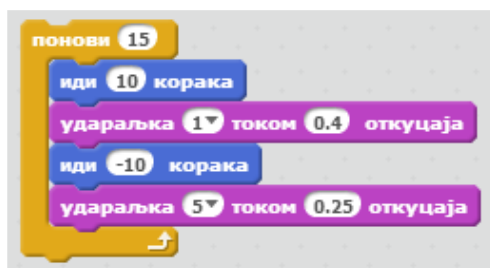 понови 15
иди 10 корака
удараљка 1 током 0.4 откуцаја
иди -10 корака
удараљка 5 током 0.25 откуцаја